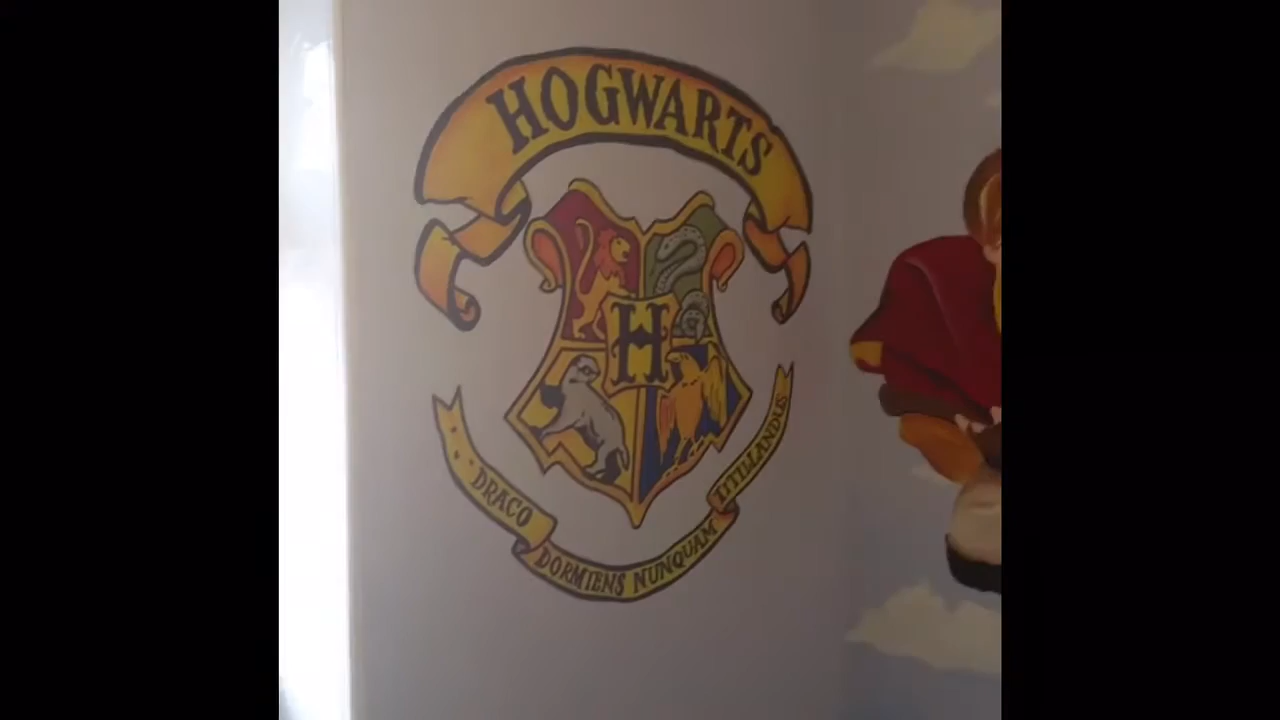 HOGWARTS
H
DRACO
DORMIENS NUNQUAM
TITILLANDUS